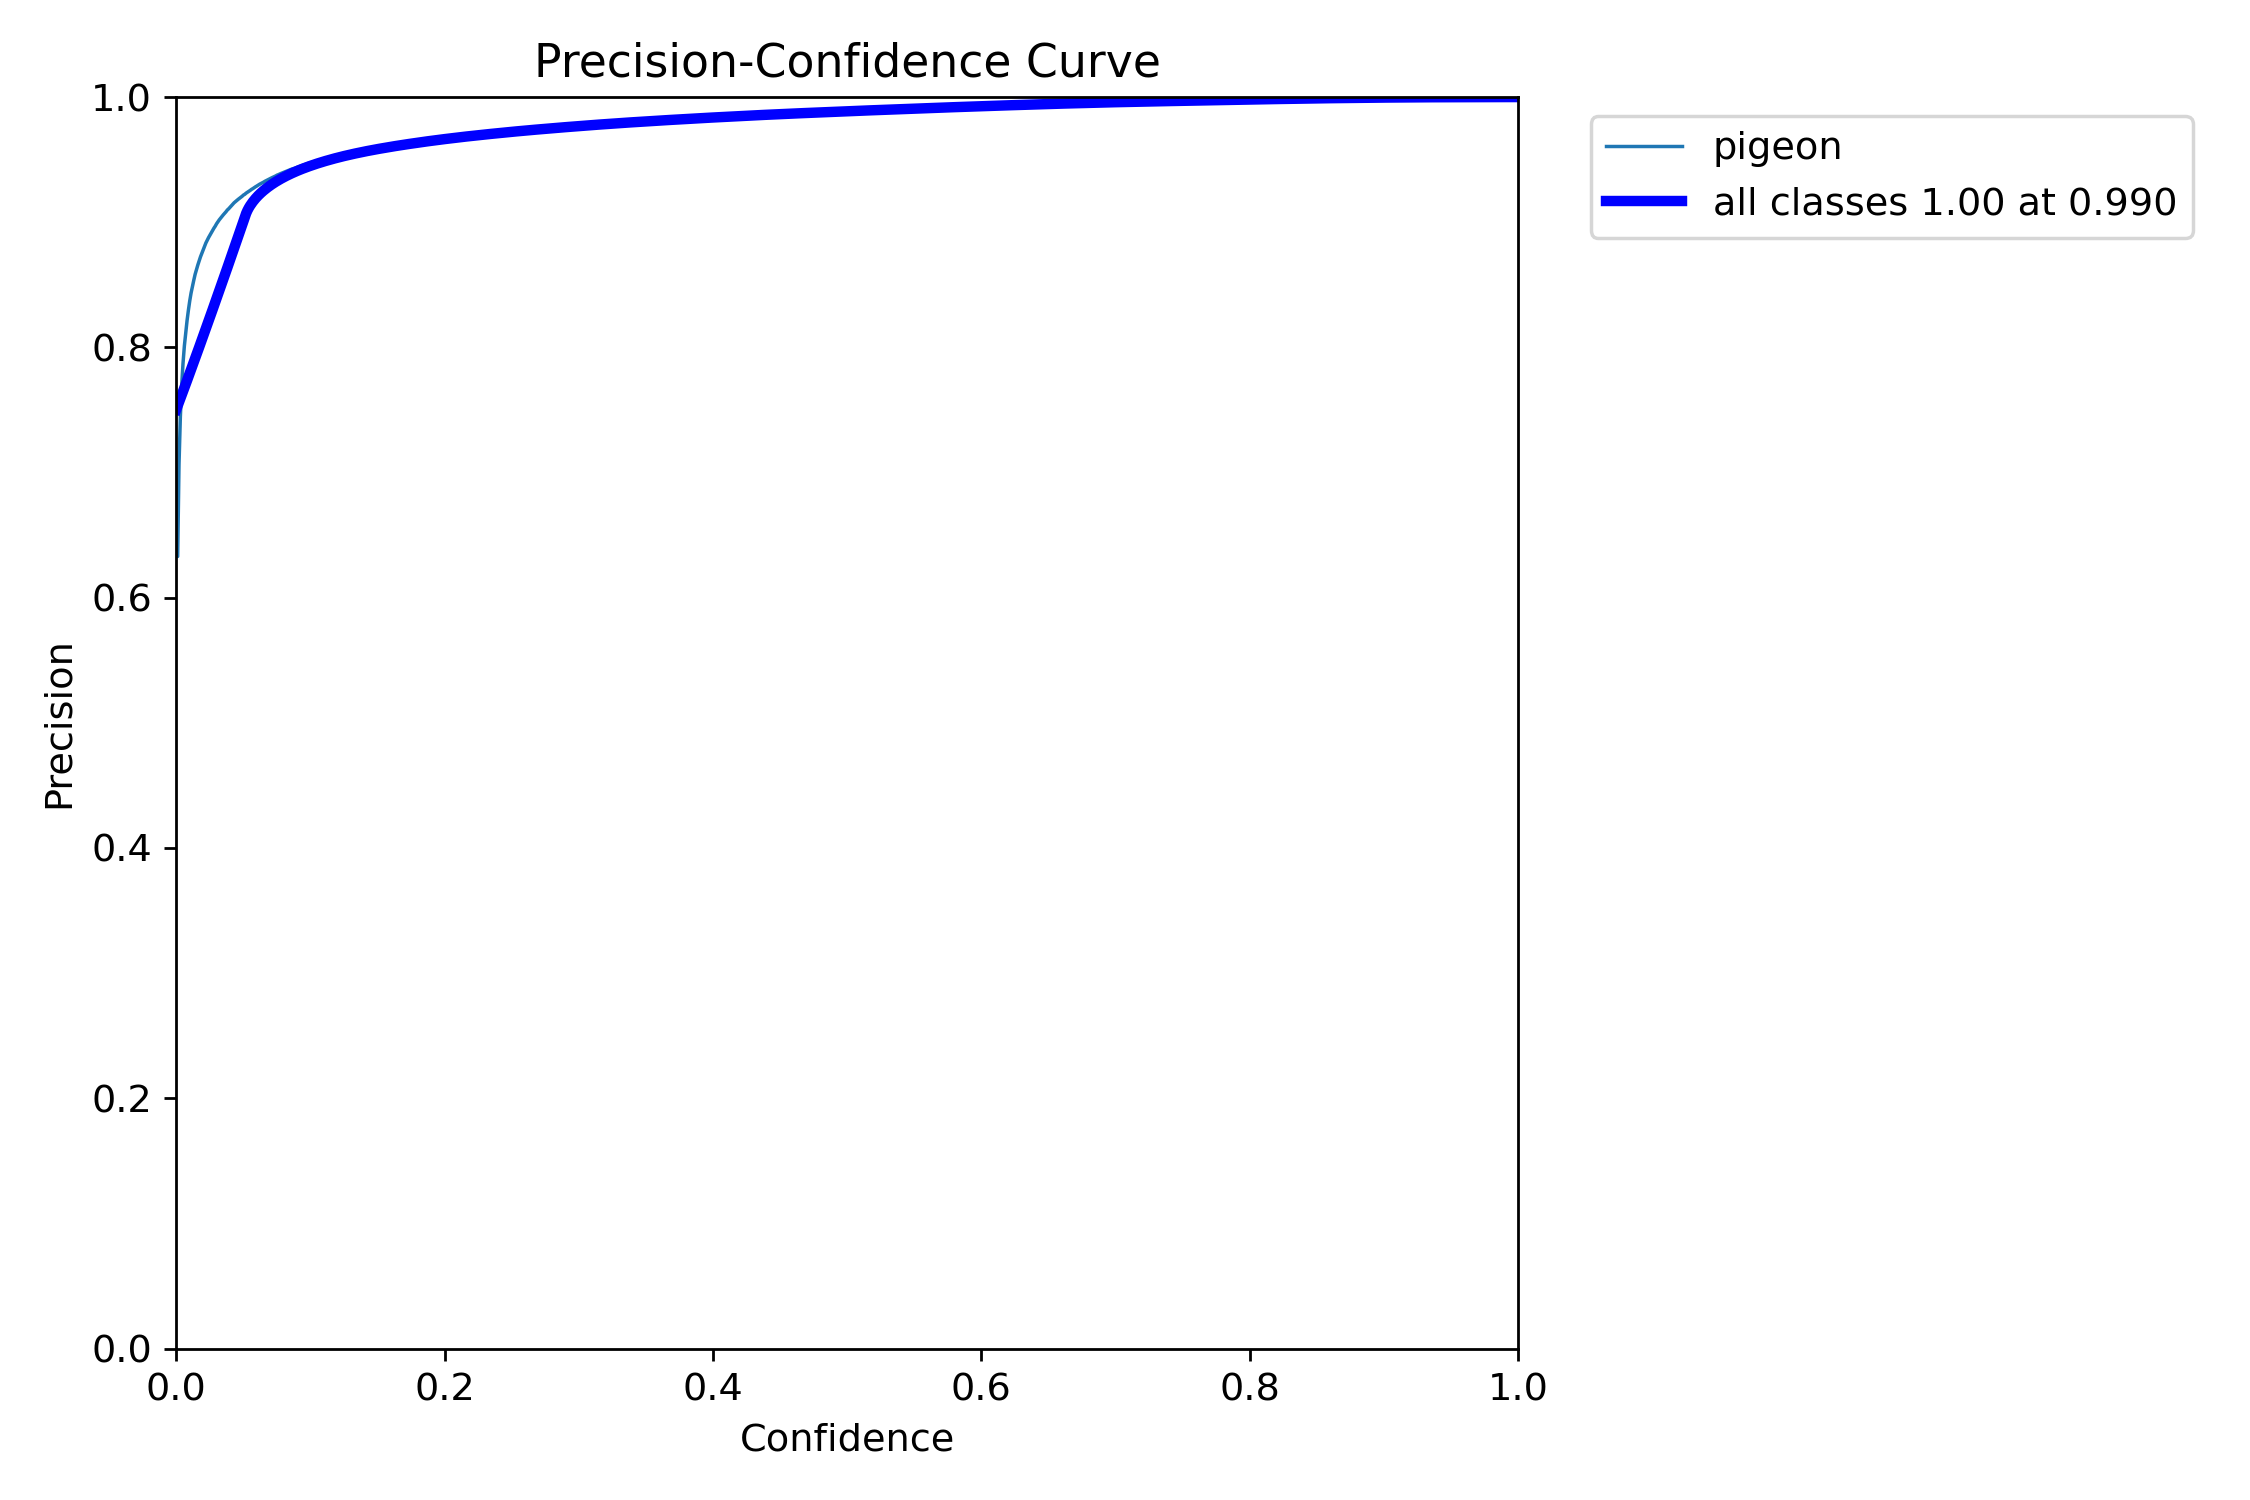 Precision-Confidence Curve
1.0
0.8
0.6
0.4
0.2
0.0
Precision
0.0 0.2 0.4 0.6 0.8 1.0
Confidence
pigeon
all classes 1.00 at 0.990